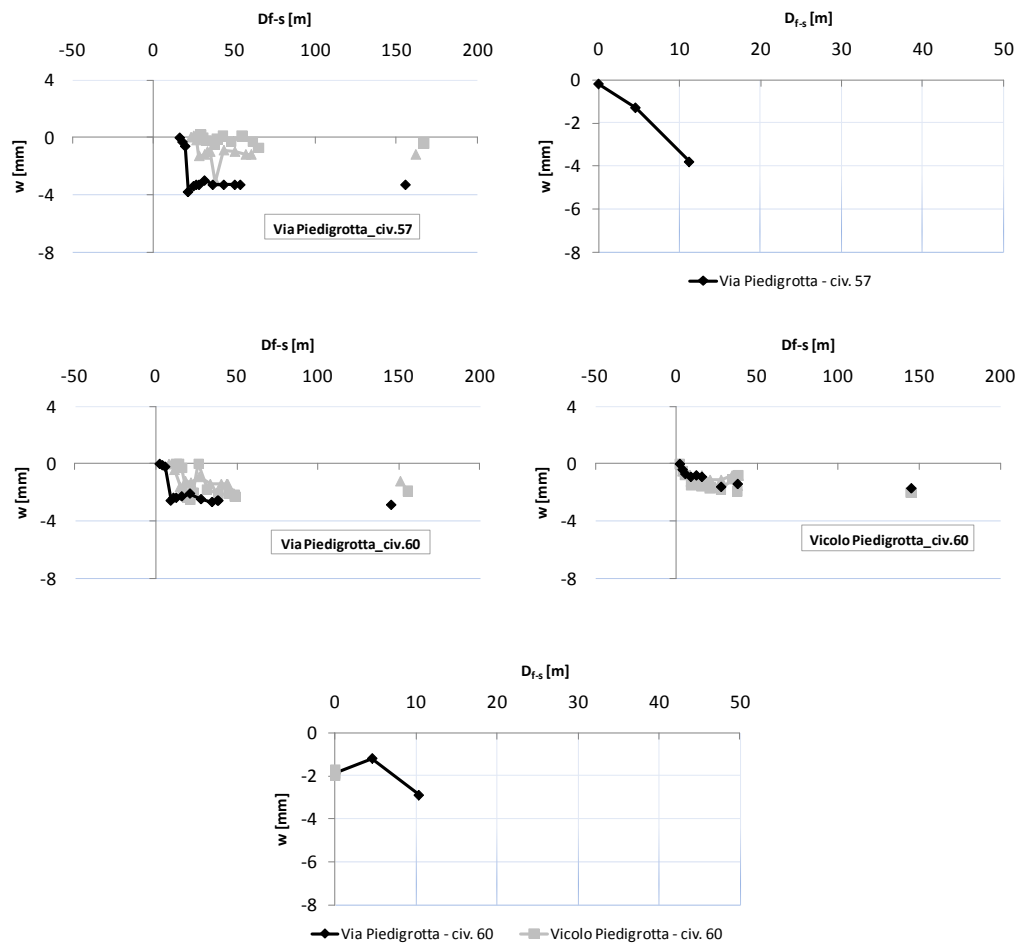 Df-s [m]
-50 0 50 100 150 200
4
0
-4
-8
w [mm]
Via Piedigrotta_civ.57
Df-s [m]
0 10 20 30 40 50
0
-2
-4
-6
-8
w [mm]
Via Piedigrotta - civ. 57
Df-s [m]
-50 0 50 100 150 200
4
0
-4
-8
w [mm]
Via Piedigrotta_civ.60
Df-s [m]
-50 0 50 100 150 200
4
0
-4
-8
w [mm]
Vicolo Piedigrotta_civ.60
Df-s [m]
0 10 20 30 40 50
0
-2
-4
-6
-8
w [mm]
Via Piedigrotta - civ. 60 Vicolo Piedigrotta - civ. 60